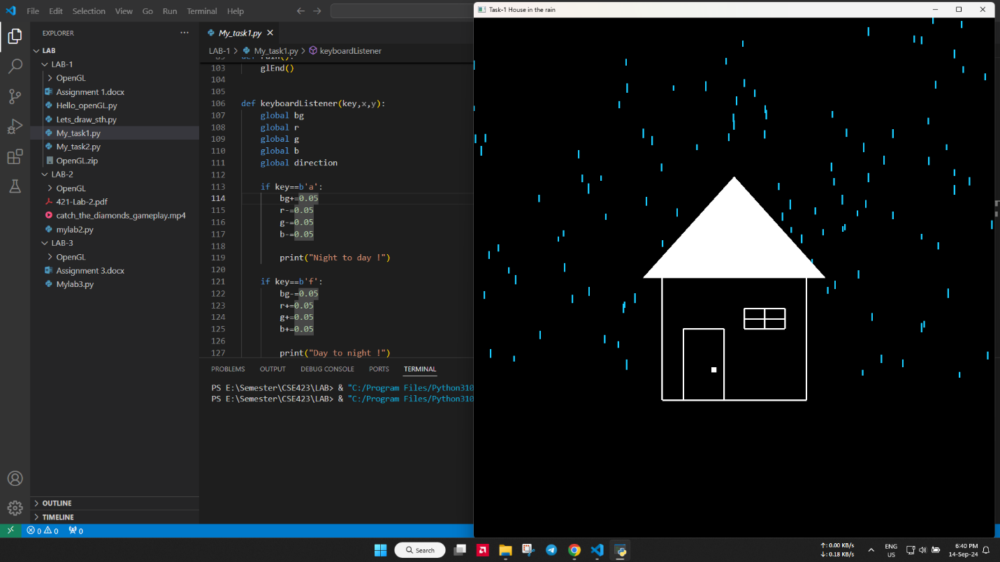 File Edit Selection View Go Run Terminal Help
Task-1 House in the rain
EXPLORER
LAB
LAB-1
OpenGL
Assignment 1.docx
Hello_openGL.py
Lets_draw_sth.py
My_task1.py
My_task2.py
OpenGL.zip
LAB-2
OpenGL
421-Lab-2.pdf
catch_the_diamonds_gameplay.mp4
mylab2.py
LAB-3
OpenGL
Assignment 3.docx
Mylab3.py
OUTLINE
TIMELINE
My_task1.py
LAB-1 > My_task1.py > keyboardListener
103 glEnd()
104
105
106 def keyboardListener(key,x,y):
107 global bg
108 global r
109 global g
110 global b
111 global direction
112
113 if key==b'a':
114 bg+=0.05
115 r-=0.05
116 g-=0.05
117 b-=0.05
118
119 print("Night to day !")
120
121 if key==b'f':
122 bg-=0.05
123 r+=0.05
124 g+=0.05
125 b+=0.05
126
127 print("Day to night !")
PROBLEMS OUTPUT DEBUG CONSOLE PORTS TERMINAL
PS E:\Semester\CSE423\LAB> & "C:/Program Files/Python310
PS E:\Semester\CSE423\LAB> & "C:/Program Files/Python310
0 0 0
Search
↑: 0.00 KB/s
↓: 0.18 KB/s
ENG
US
6:40 PM
14-Sep-24